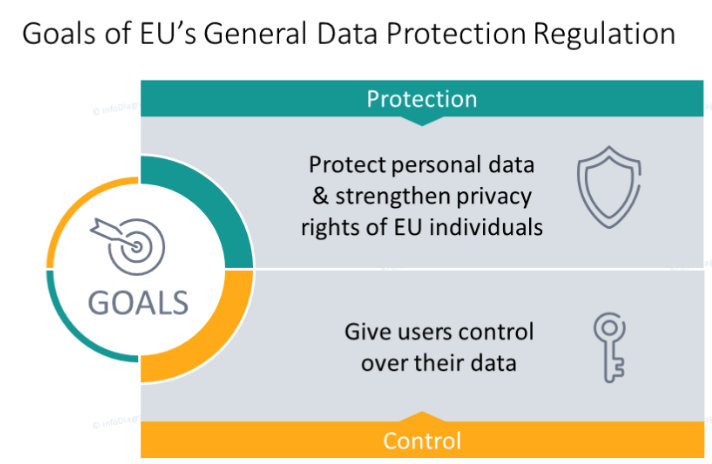 Goals of EU's General Data Protection Regulation
Protection
Protect personal data
& strengthen privacy
rights of EU individuals
GOALS
Give users control
over their data
Control